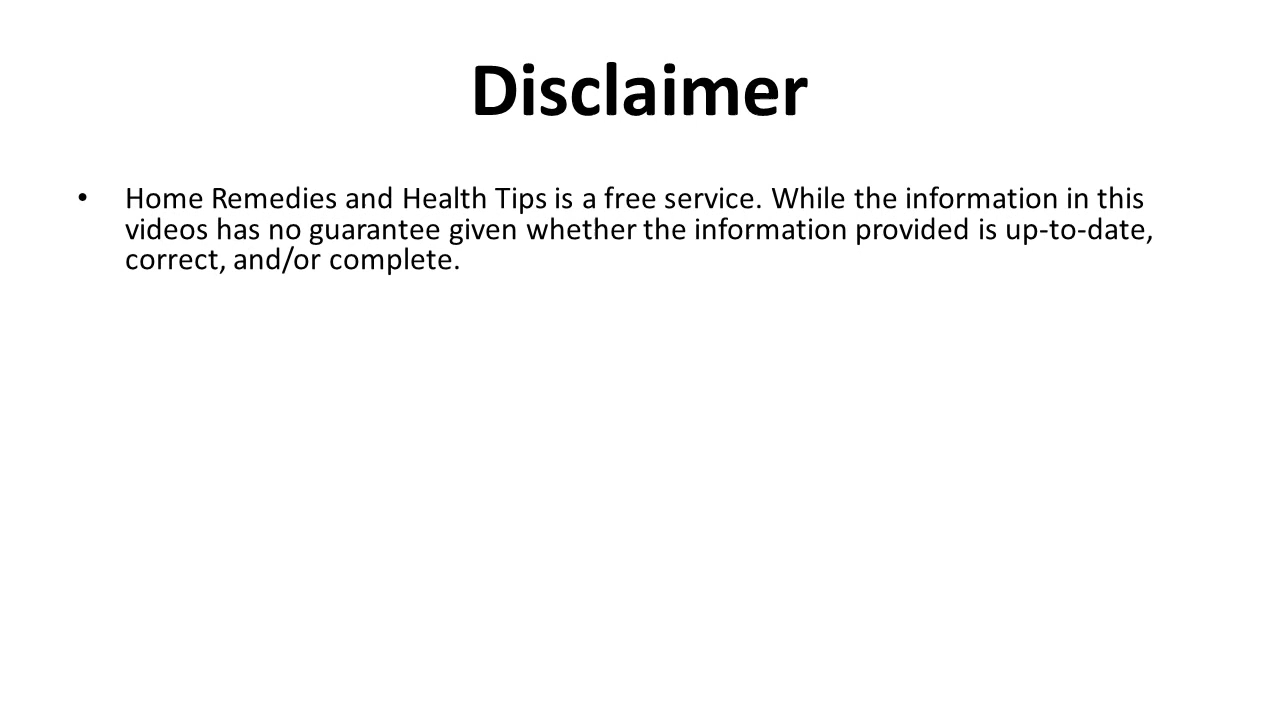 Disclaimer
• Home Remedies and Health Tips is a free service. While the information in this
videos has no guarantee given whether the information provided is up-to-date,
correct, and/or complete.